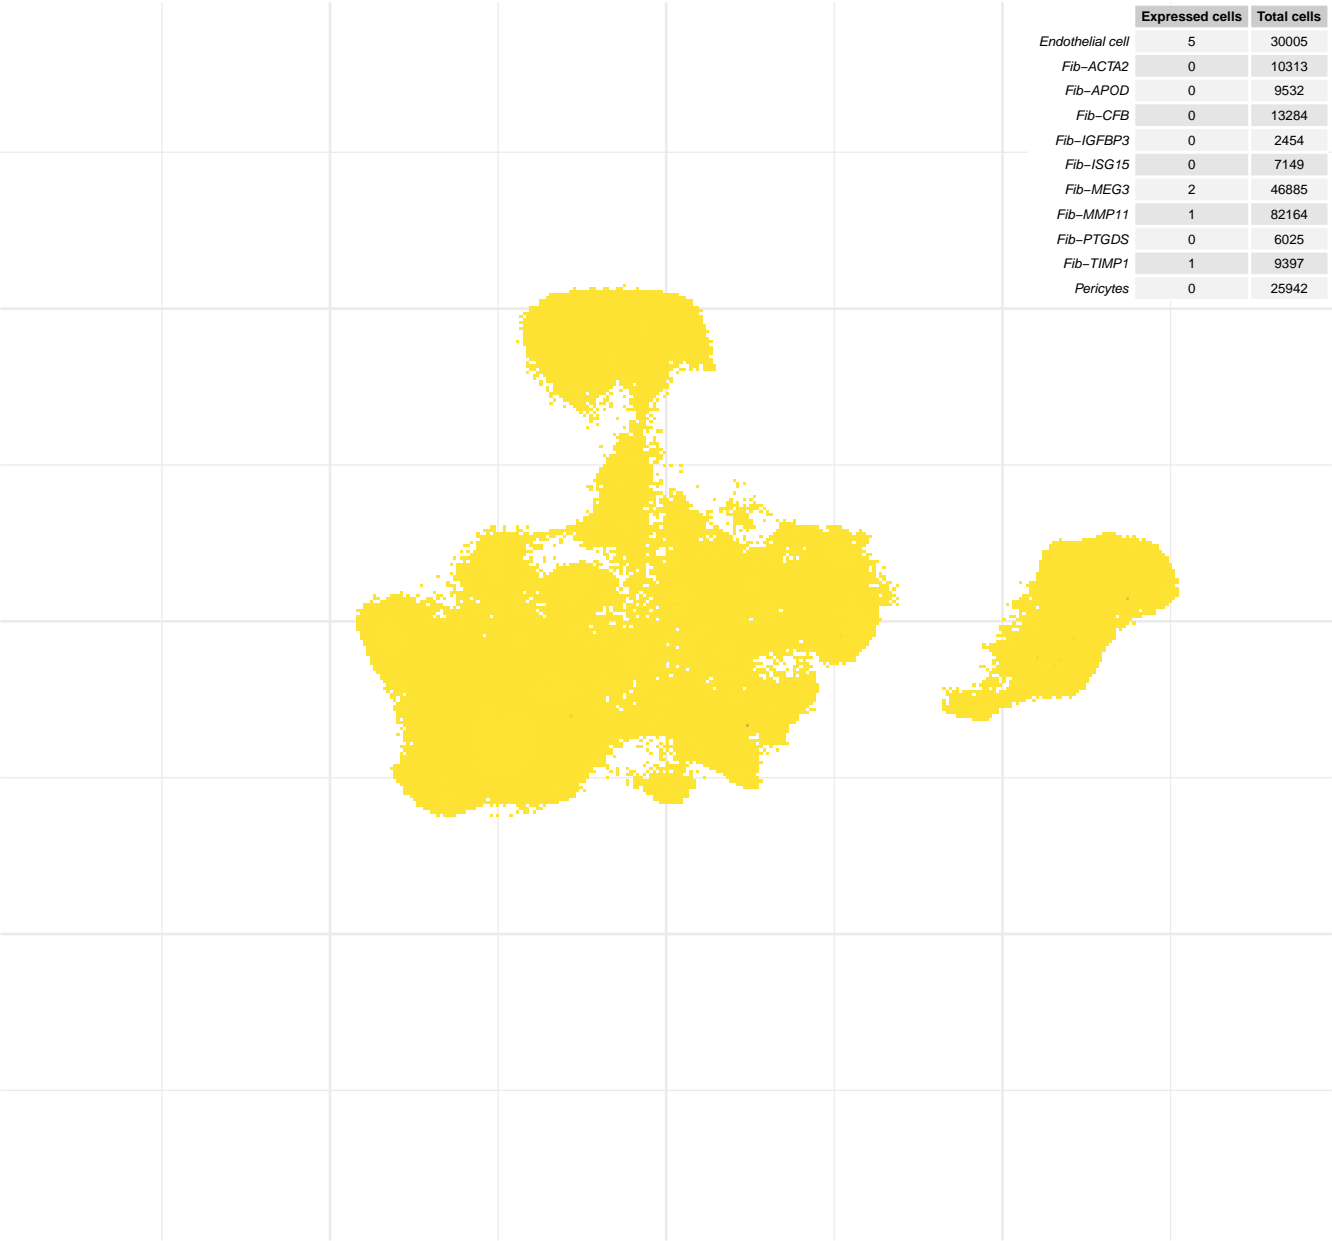 Expressed cells Total cells
Endothelial cell 5 30005
Fib−ACTA2 0 10313
Fib−APOD 0 9532
Fib−CFB 0 13284
Fib−IGFBP3 0 2454
Fib−ISG15 0 7149
Fib−MEG3 2 46885
Fib−MMP11 1 82164
Fib−PTGDS 0 6025
Fib−TIMP1 1 9397
Pericytes 0 25942